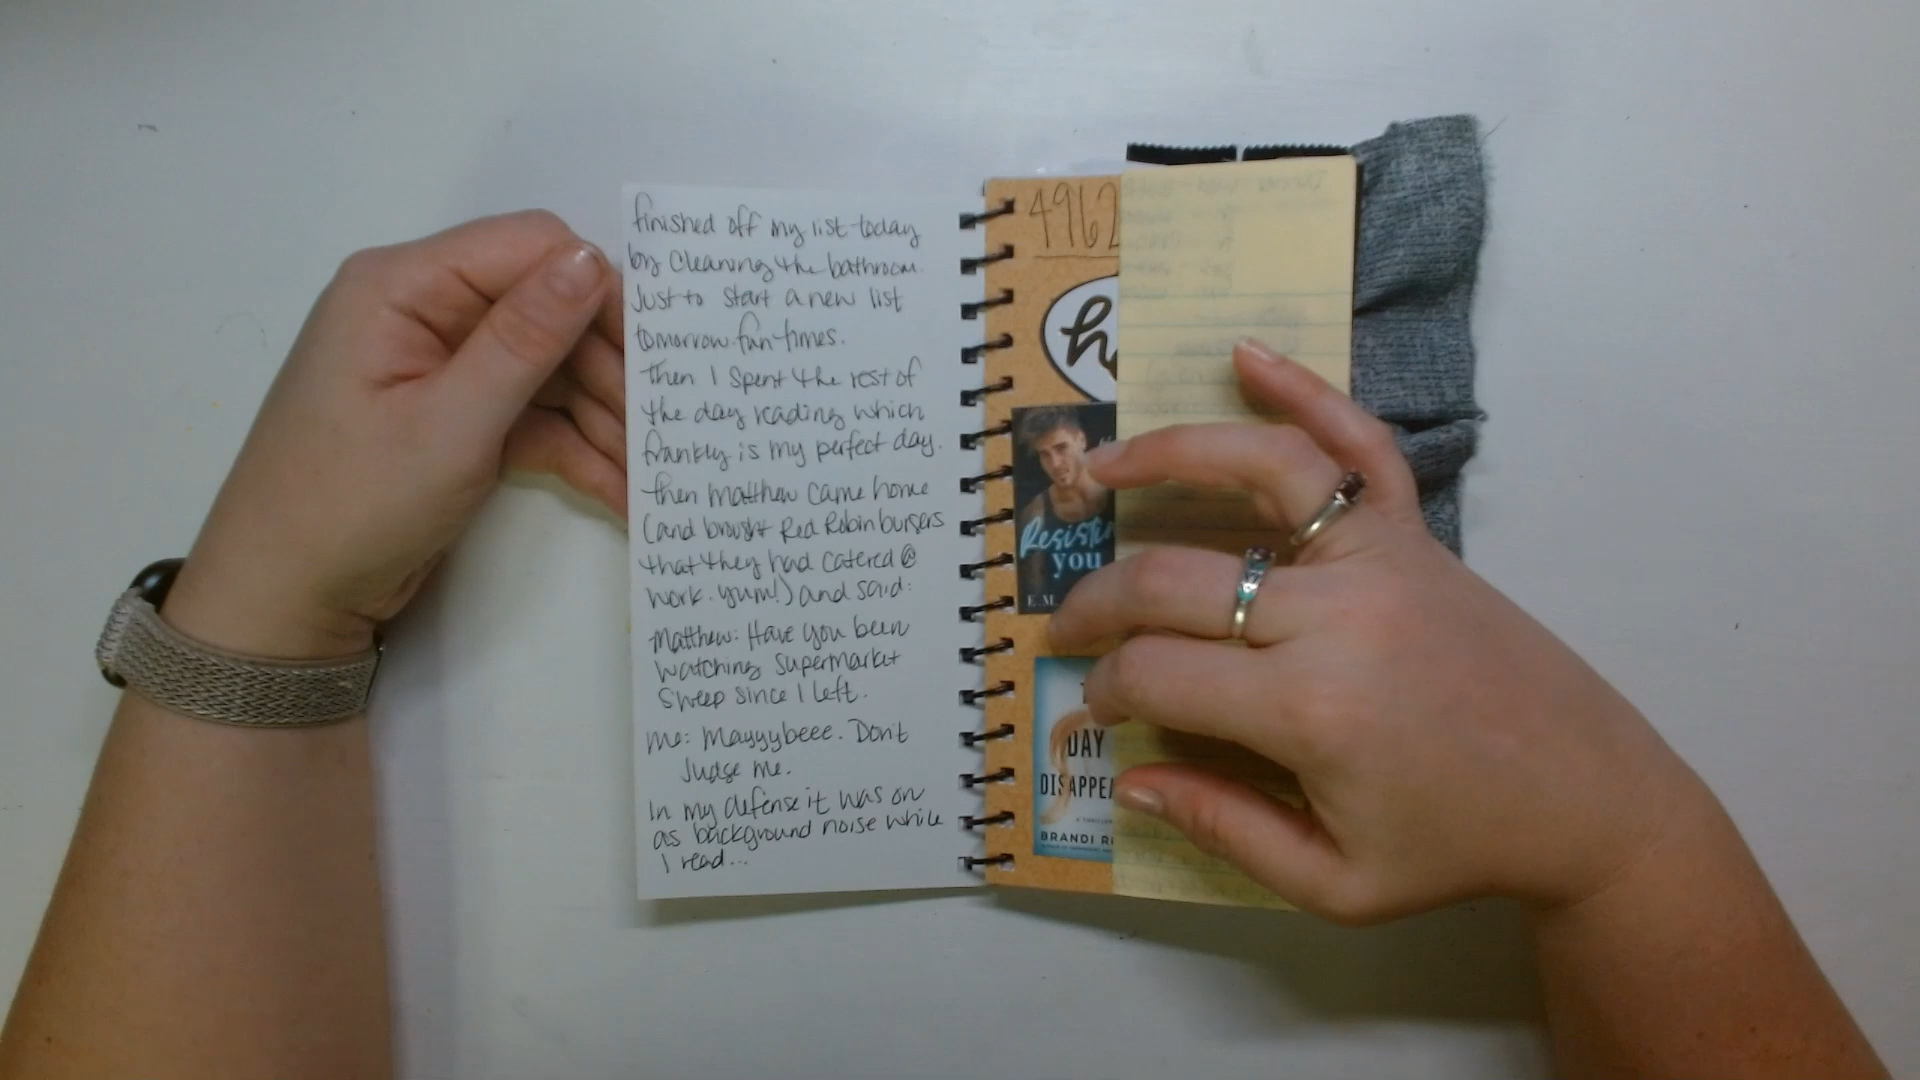 finished off my list today
by cleaning the bathroom.
Just to start a new list
tomorrow. fun times.
Then I spent the rest of
the day reading which
frankly is my perfect day.
then matthew came home
(and brought Red Robin burgers
that they had catered @
work. yum!) and said:
Matthew: Have you been
watching Supermarket
Sweep since I left.
Me: Mayyybeee. Don't
Judge me.
In my defense it was on
as background noise while
I read...
4962
h
Resistin
you
E.M.
DAY
DISAPPEA
A THRILLER
BRANDI R